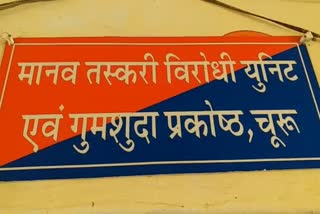 मानव तस्करी विरोधी युनिट
एवं गुमशुदा प्रकोष्ठ, चूरू